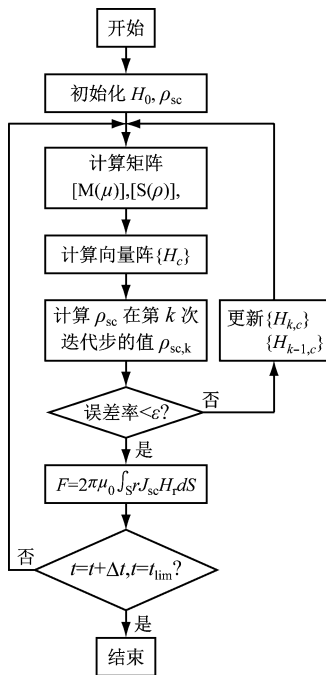 开始
初始化 H₀, ρsc
计算矩阵
[M(μ)],[S(ρ)],
计算向量阵{Hc}
计算 ρsc 在第 k 次
迭代步的值 ρsc,k
更新{Hk,c}
{Hk-1,c}
误差率<ε?
否
是
F=2πμ₀∫SrJscHrdS
否
t=t+Δt,t=tlim?
是
结束